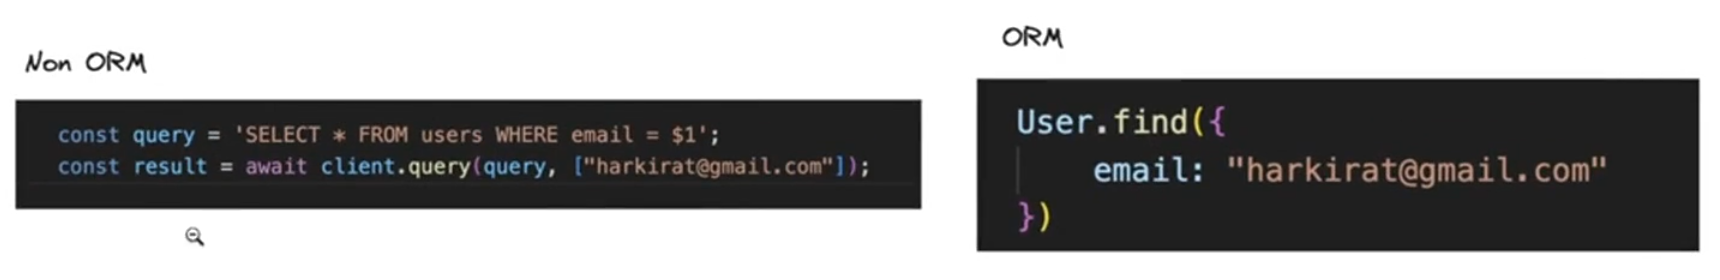 Non ORM
const query = 'SELECT * FROM users WHERE email = $1';
const result = await client.query(query, ["harkirat@gmail.com"]);
ORM
User.find({
    email: "harkirat@gmail.com"
})